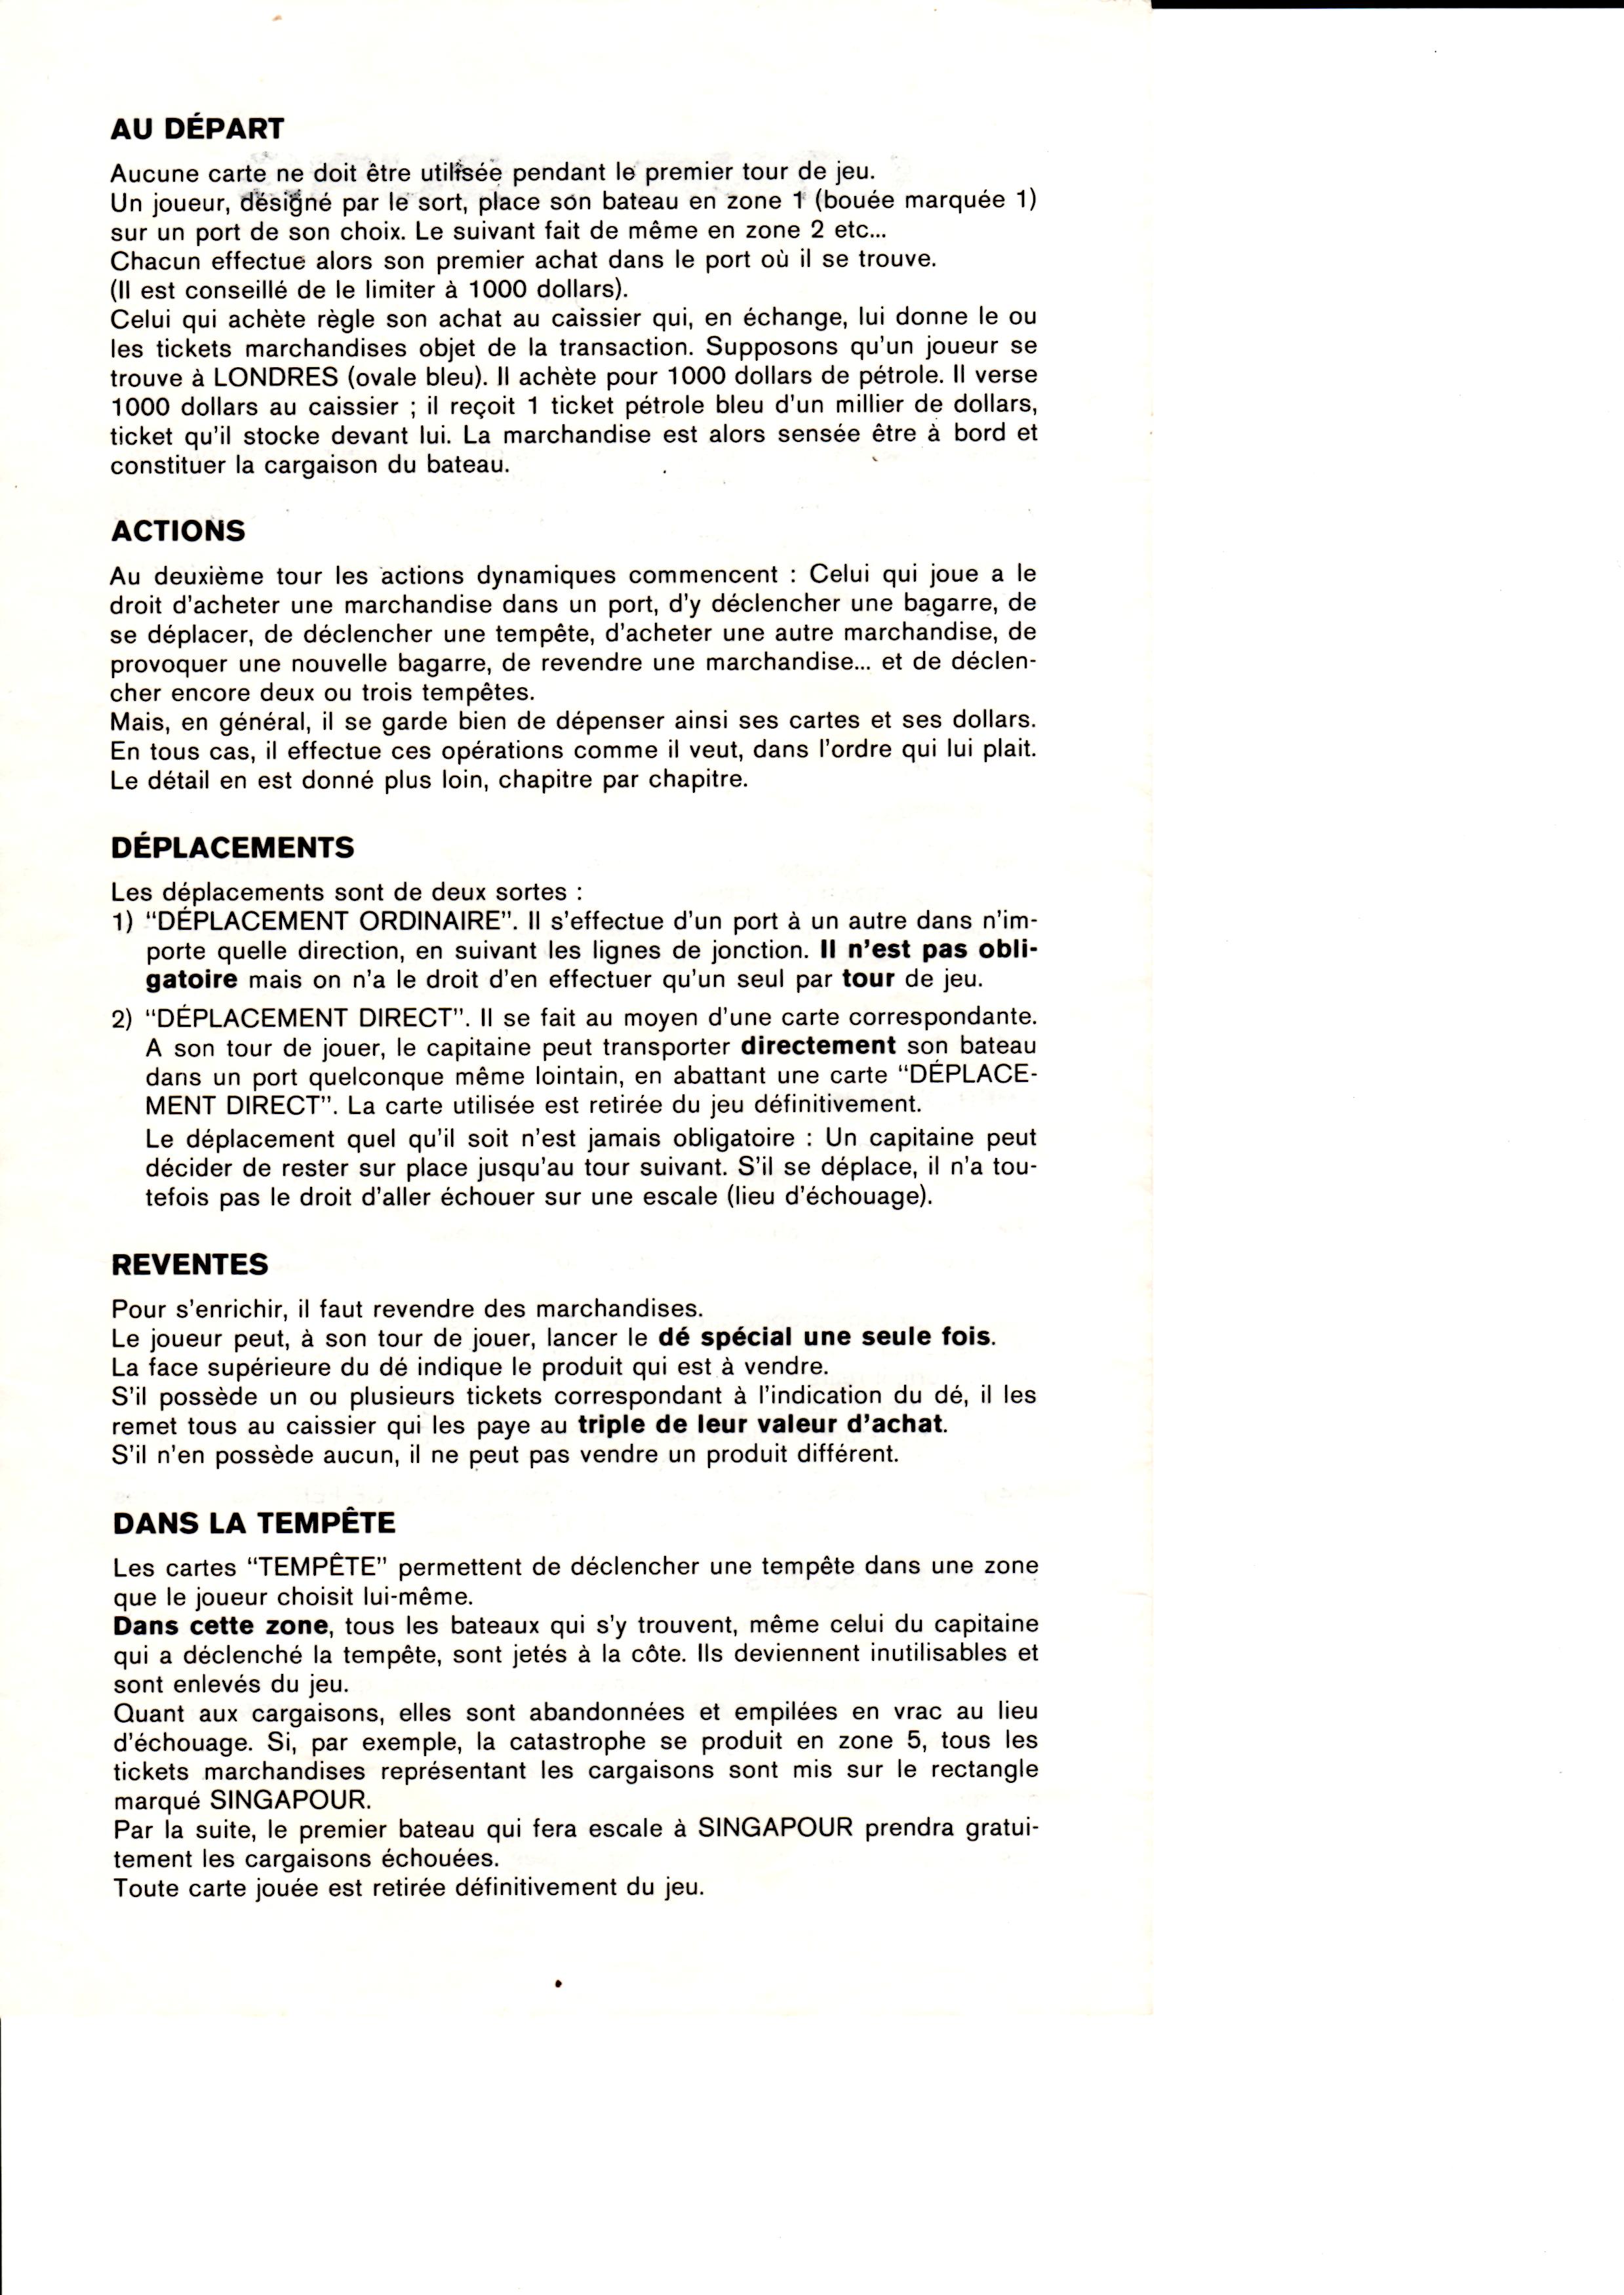 AU DÉPART
Aucune carte ne doit être utilisée pendant le premier tour de jeu.
Un joueur, désigné par le sort, place son bateau en zone 1 (bouée marquée 1)
sur un port de son choix. Le suivant fait de même en zone 2 etc...
Chacun effectue alors son premier achat dans le port où il se trouve.
(Il est conseillé de le limiter à 1000 dollars).
Celui qui achète règle son achat au caissier qui, en échange, lui donne le ou
les tickets marchandises objet de la transaction. Supposons qu'un joueur se
trouve à LONDRES (ovale bleu). Il achète pour 1000 dollars de pétrole. Il verse
1000 dollars au caissier ; il reçoit 1 ticket pétrole bleu d'un millier de dollars,
ticket qu'il stocke devant lui. La marchandise est alors sensée être à bord et
constituer la cargaison du bateau.
ACTIONS
Au deuxième tour les actions dynamiques commencent : Celui qui joue a le
droit d'acheter une marchandise dans un port, d'y déclencher une bagarre, de
se déplacer, de déclencher une tempête, d'acheter une autre marchandise, de
provoquer une nouvelle bagarre, de revendre une marchandise... et de déclen-
cher encore deux ou trois tempêtes.
Mais, en général, il se garde bien de dépenser ainsi ses cartes et ses dollars.
En tous cas, il effectue ces opérations comme il veut, dans l'ordre qui lui plait.
Le détail en est donné plus loin, chapitre par chapitre.
DÉPLACEMENTS
Les déplacements sont de deux sortes :
1) "DÉPLACEMENT ORDINAIRE". Il s'effectue d'un port à un autre dans n'im-
porte quelle direction, en suivant les lignes de jonction. Il n'est pas obli-
gatoire mais on n'a le droit d'en effectuer qu'un seul par tour de jeu.
2) "DÉPLACEMENT DIRECT". Il se fait au moyen d'une carte correspondante.
A son tour de jouer, le capitaine peut transporter directement son bateau
dans un port quelconque même lointain, en abattant une carte "DÉPLACE-
MENT DIRECT". La carte utilisée est retirée du jeu définitivement.
Le déplacement quel qu'il soit n'est jamais obligatoire : Un capitaine peut
décider de rester sur place jusqu'au tour suivant. S'il se déplace, il n'a tou-
tefois pas le droit d'aller échouer sur une escale (lieu d'échouage).
REVENTES
Pour s'enrichir, il faut revendre des marchandises.
Le joueur peut, à son tour de jouer, lancer le dé spécial une seule fois.
La face supérieure du dé indique le produit qui est à vendre.
S'il possède un ou plusieurs tickets correspondant à l'indication du dé, il les
remet tous au caissier qui les paye au triple de leur valeur d'achat.
S'il n'en possède aucun, il ne peut pas vendre un produit différent.
DANS LA TEMPÊTE
Les cartes "TEMPÊTE" permettent de déclencher une tempête dans une zone
que le joueur choisit lui-même.
Dans cette zone, tous les bateaux qui s'y trouvent, même celui du capitaine
qui a déclenché la tempête, sont jetés à la côte. Ils deviennent inutilisables et
sont enlevés du jeu.
Quant aux cargaisons, elles sont abandonnées et empilées en vrac au lieu
d'échouage. Si, par exemple, la catastrophe se produit en zone 5, tous les
tickets marchandises représentant les cargaisons sont mis sur le rectangle
marqué SINGAPOUR.
Par la suite, le premier bateau qui fera escale à SINGAPOUR prendra gratui-
tement les cargaisons échouées.
Toute carte jouée est retirée définitivement du jeu.